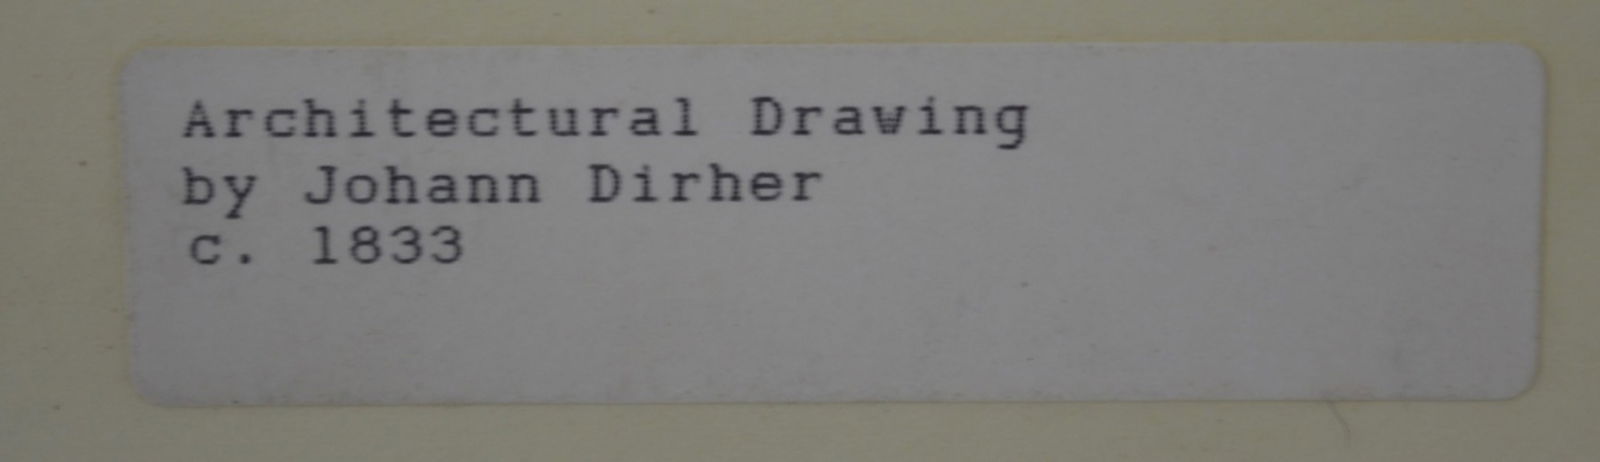 Architectural Drawing
by Johann Dirher
c. 1833